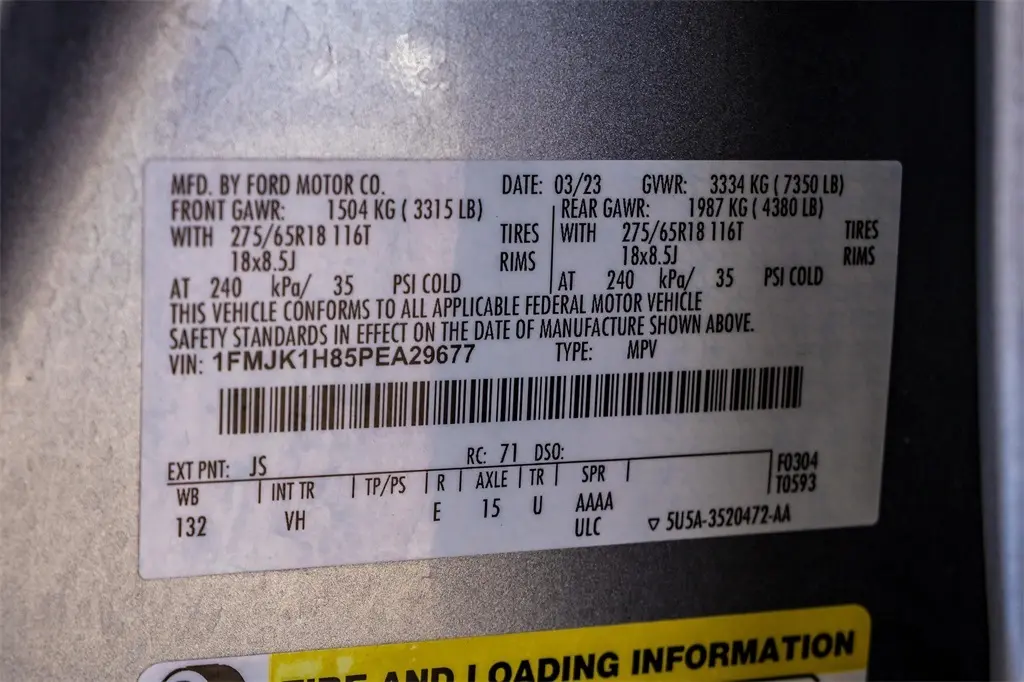 MFD. BY FORD MOTOR CO. DATE: 03/23 GVWR: 3334 KG ( 7350 LB)
FRONT GAWR: 1504 KG ( 3315 LB) REAR GAWR: 1987 KG ( 4380 LB)
WITH 275/65R18 116T TIRES WITH 275/65R18 116T TIRES
18x8.5J RIMS 18x8.5J RIMS
AT 240 kPa/ 35 PSI COLD AT 240 kPa/ 35 PSI COLD
THIS VEHICLE CONFORMS TO ALL APPLICABLE FEDERAL MOTOR VEHICLE
SAFETY STANDARDS IN EFFECT ON THE DATE OF MANUFACTURE SHOWN ABOVE.
VIN: 1FMJK1H85PEA29677 TYPE: MPV
EXT PNT: JS RC: 71 DSO:
WB INT TR TP/PS R AXLE TR SPR F0304
T0593
132 VH E 15 U AAAA
ULC 5U5A-3520472-AA
TIRE AND LOADING INFORMATION